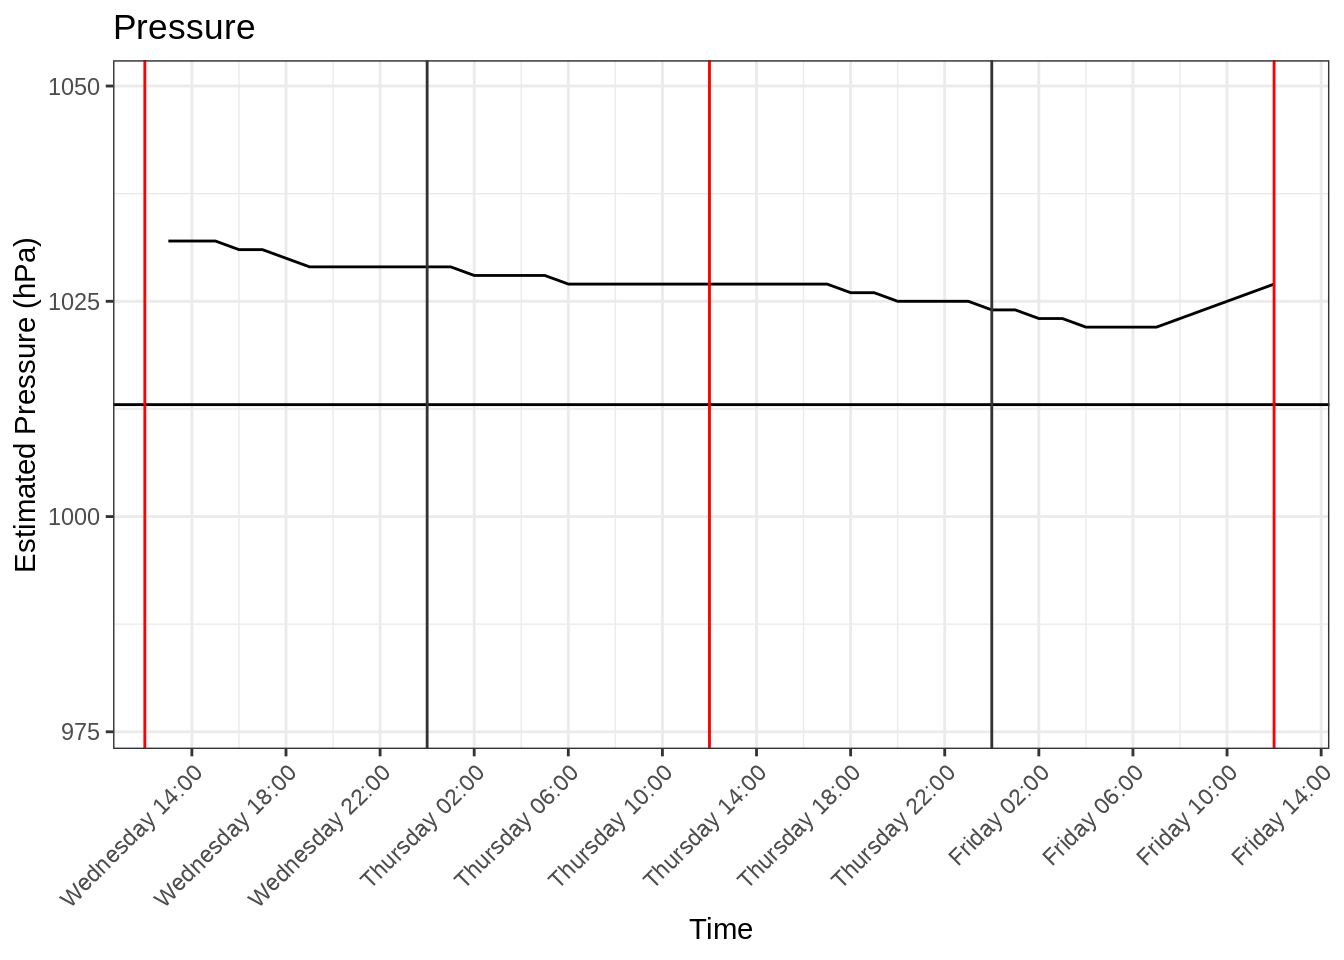 Pressure
Estimated Pressure (hPa)
1050
1025
1000
975
Wednesday 14:00
Wednesday 18:00
Wednesday 22:00
Thursday 02:00
Thursday 06:00
Thursday 10:00
Thursday 14:00
Thursday 18:00
Thursday 22:00
Friday 02:00
Friday 06:00
Friday 10:00
Friday 14:00
Time